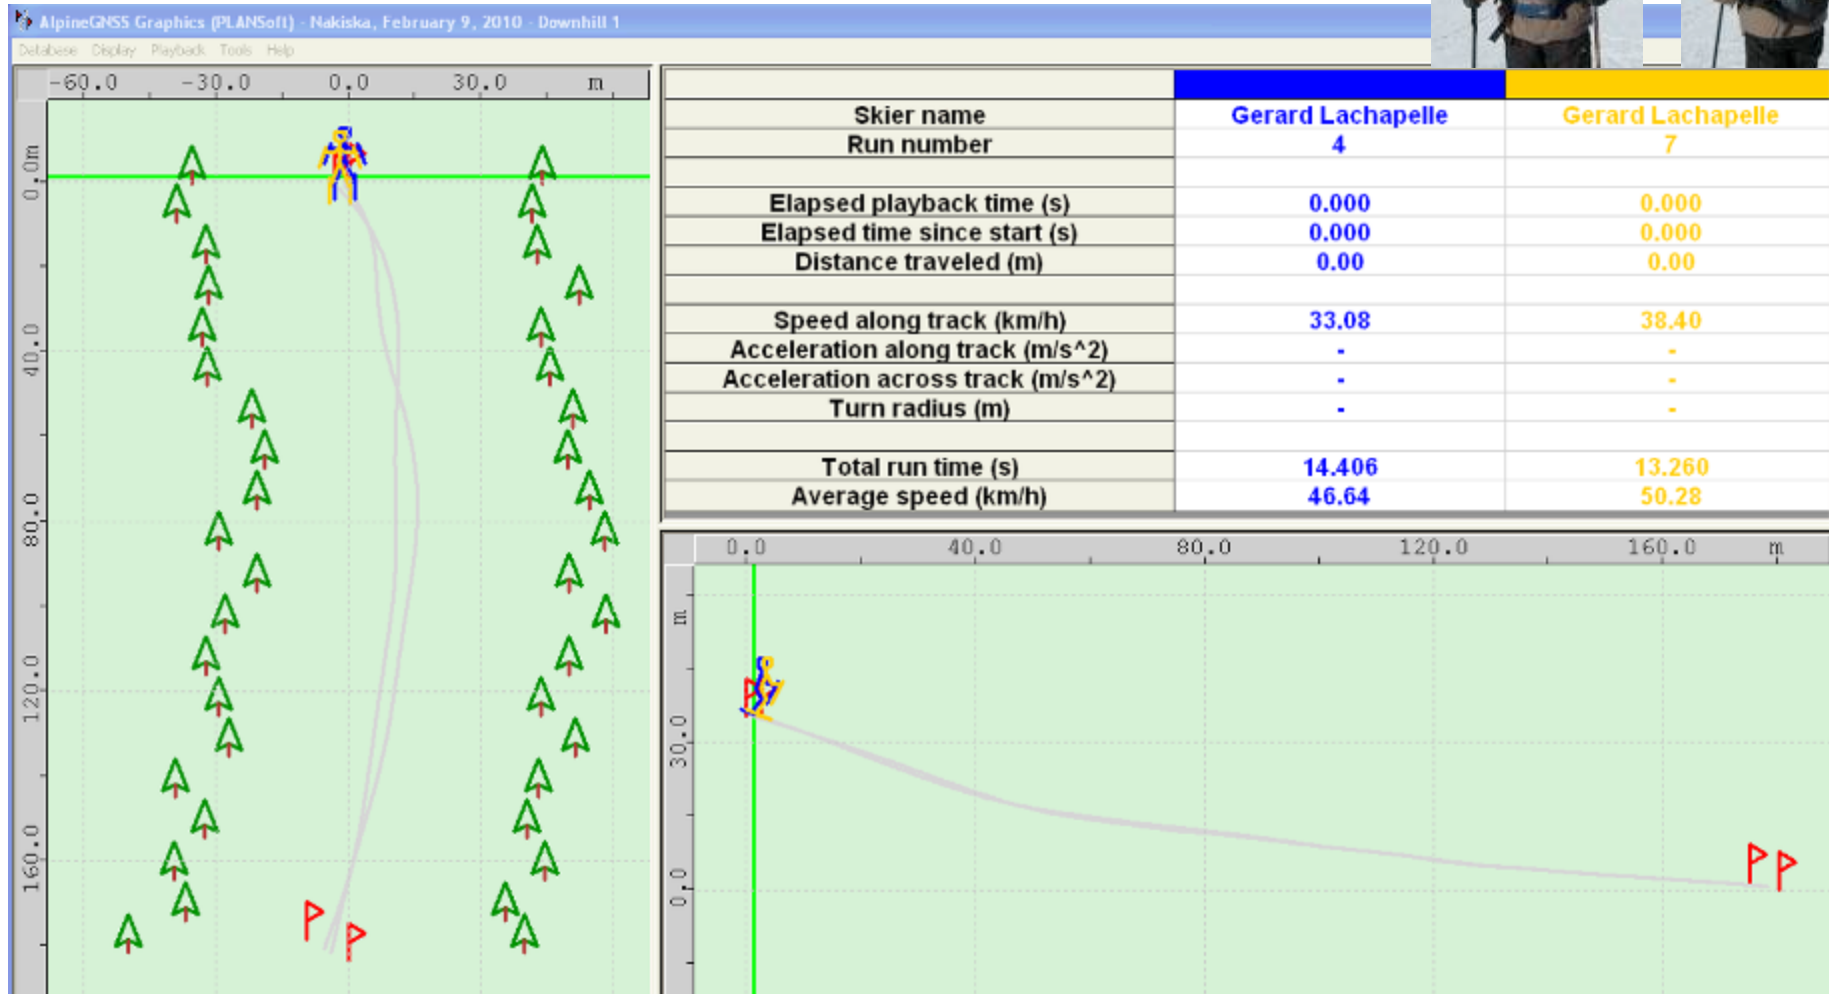 AlpineGNSS Graphics (PLANSoft) - Nakiska, February 9, 2010 - Downhill 1
Database Display Playback Tools Help
-60.0 -30.0 0.0 30.0 m
0.0m
40.0
80.0
120.0
160.0
Skier name Gerard Lachapelle Gerard Lachapelle
Run number 4 7
Elapsed playback time (s) 0.000 0.000
Elapsed time since start (s) 0.000 0.000
Distance traveled (m) 0.00 0.00
Speed along track (km/h) 33.08 38.40
Acceleration along track (m/s^2) - -
Acceleration across track (m/s^2) - -
Turn radius (m) - -
Total run time (s) 14.406 13.260
Average speed (km/h) 46.64 50.28
0.0 40.0 80.0 120.0 160.0 m
m
30.0
0.0